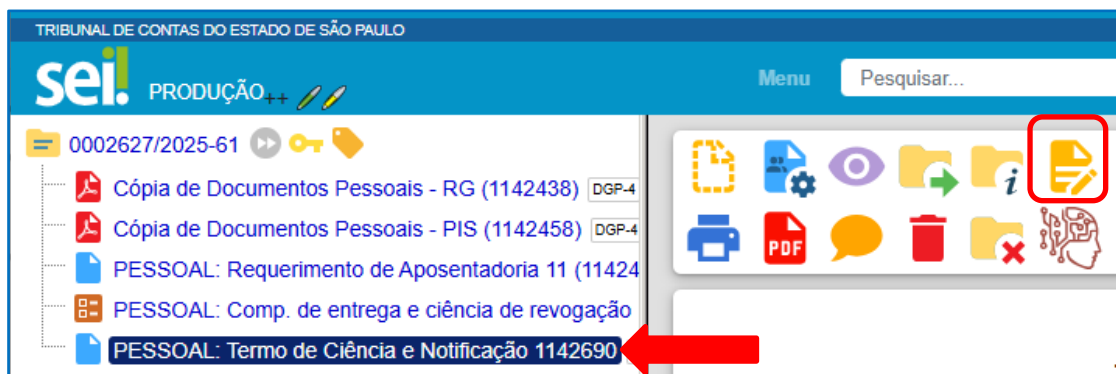 TRIBUNAL DE CONTAS DO ESTADO DE SÃO PAULO
sei! PRODUÇÃO++
Menu Pesquisar...
0002627/2025-61
Cópia de Documentos Pessoais - RG (1142438) DGP-4
Cópia de Documentos Pessoais - PIS (1142458) DGP-4
PESSOAL: Requerimento de Aposentadoria 11 (11424
PESSOAL: Comp. de entrega e ciência de revogação
PESSOAL: Termo de Ciência e Notificação 1142690
i
PDF